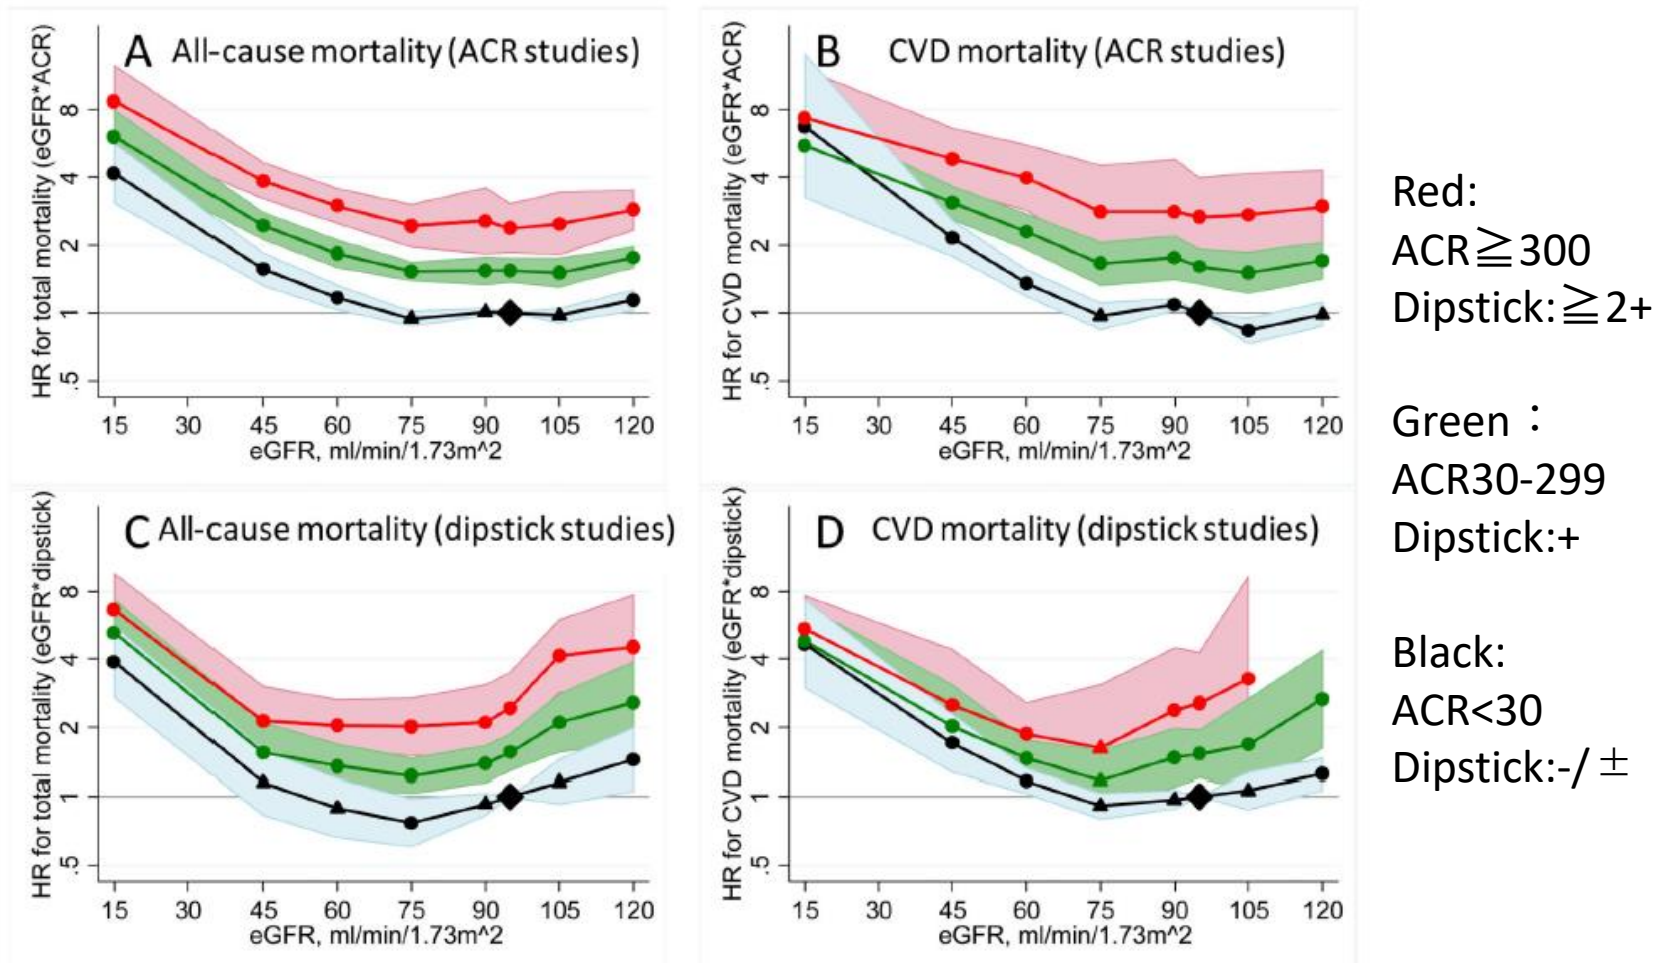 A All-cause mortality (ACR studies)
HR for total mortality (eGFR*ACR)
8
4
2
1
.5
15 30 45 60 75 90 105 120
eGFR, ml/min/1.73m^2
B CVD mortality (ACR studies)
HR for CVD mortality (eGFR*ACR)
8
4
2
1
.5
15 30 45 60 75 90 105 120
eGFR, ml/min/1.73m^2
C All-cause mortality (dipstick studies)
HR for total mortality (eGFR*dipstick)
8
4
2
1
.5
15 30 45 60 75 90 105 120
eGFR, ml/min/1.73m^2
D CVD mortality (dipstick studies)
HR for CVD mortality (eGFR*dipstick)
8
4
2
1
.5
15 30 45 60 75 90 105 120
eGFR, ml/min/1.73m^2
Red:
ACR≧300
Dipstick:≧2+
Green：
ACR30-299
Dipstick:+
Black:
ACR<30
Dipstick:-/±